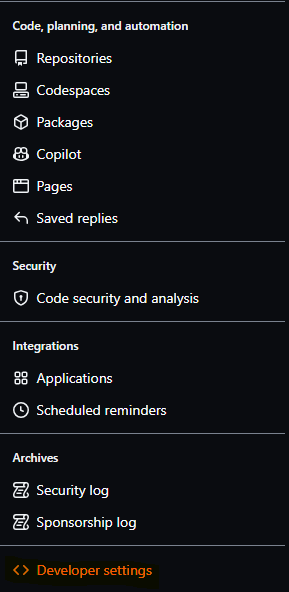 Code, planning, and automation
Repositories
Codespaces
Packages
Copilot
Pages
Saved replies
Security
Code security and analysis
Integrations
Applications
Scheduled reminders
Archives
Security log
Sponsorship log
Developer settings